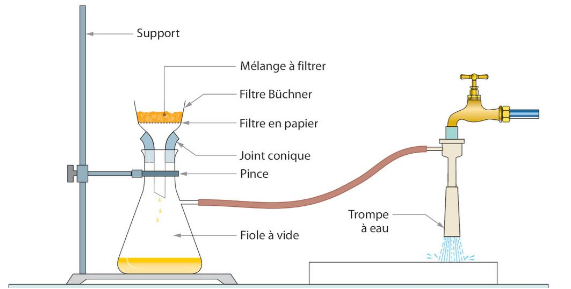 Support
Mélange à filtrer
Filtre Büchner
Filtre en papier
Joint conique
Pince
Trompe
à eau
Fiole à vide